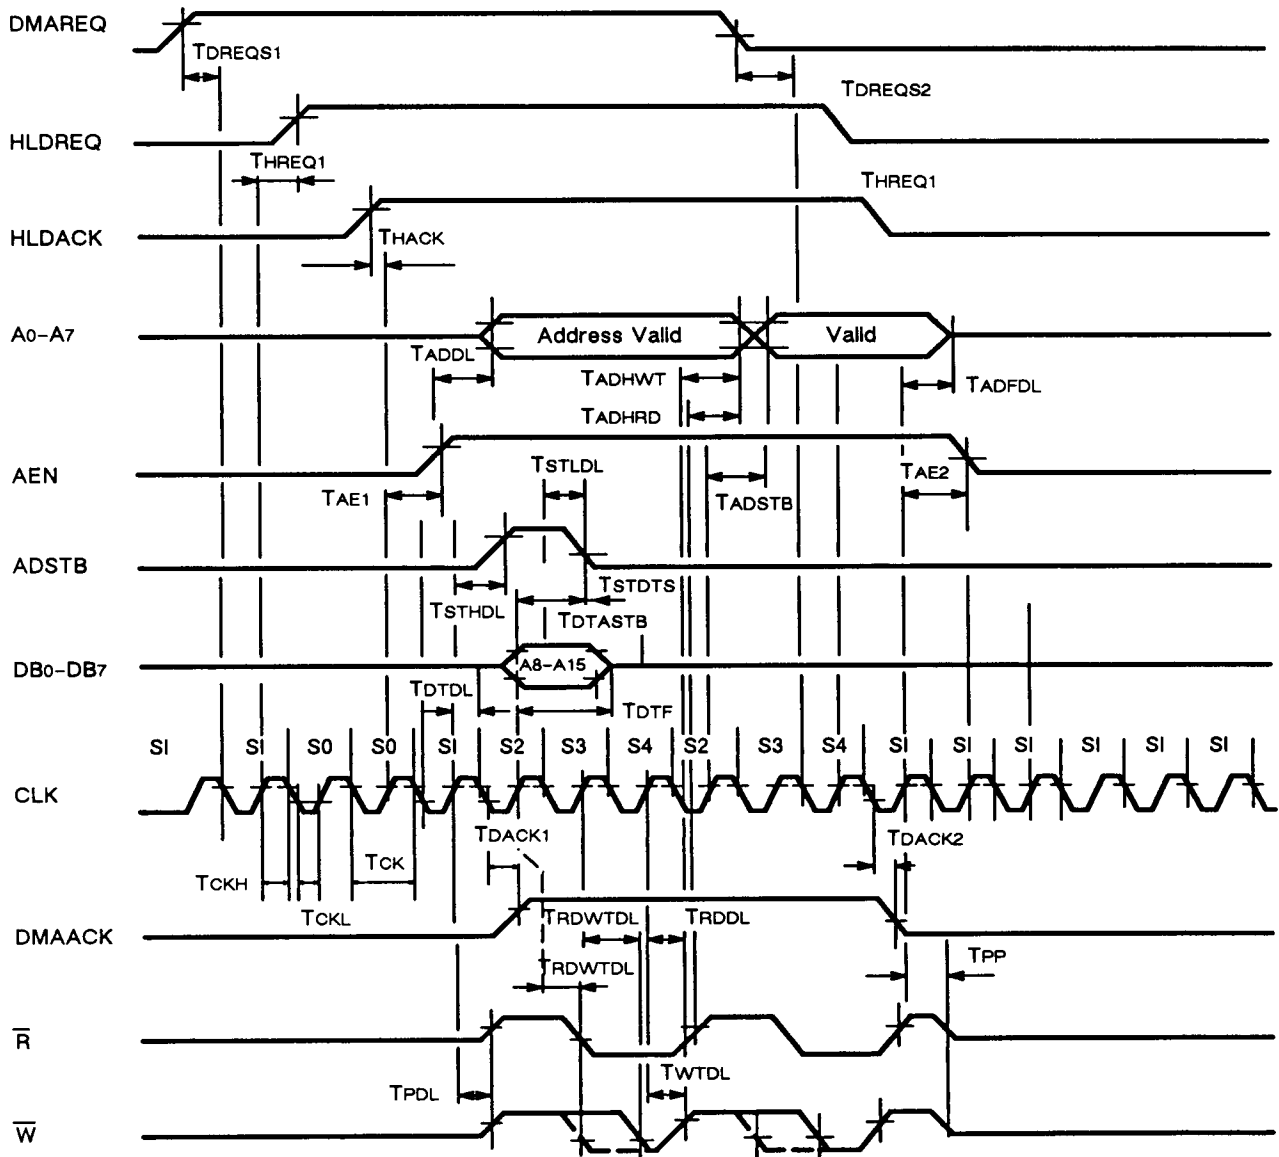 DMAREQ
TDREQS1
TDREQS2
HLDREQ
THREQ1
THREQ1
HLDACK
THACK
A0-A7
Address Valid
Valid
TADDL
TADHWT
TADFDL
TADHRD
AEN
TSTLDL
TAE1
TADSTB
TAE2
ADSTB
TSTDTS
TSTHDL
TDTASTB
DB0-DB7
A8-A15
TDTDL
TDTF
SI SI S0 S0 SI S2 S3 S4 S2 S3 S4 SI SI SI SI SI SI
CLK
TDACK1
TDACK2
TCKH
TCK
TCKL
TRDWTDL
TRDDL
DMAACK
TRDWTDL
TPP
R̅
TWTDL
TPDL
W̅